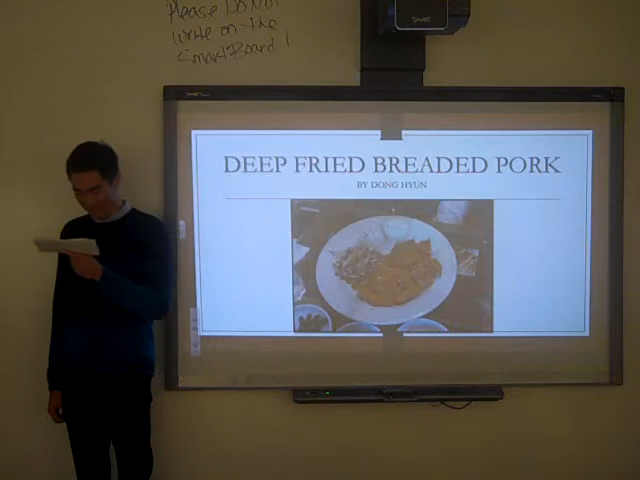 Please Do NOT
write on the
SmartBoard !
DEEP FRIED BREADED PORK
BY DONG HYUN